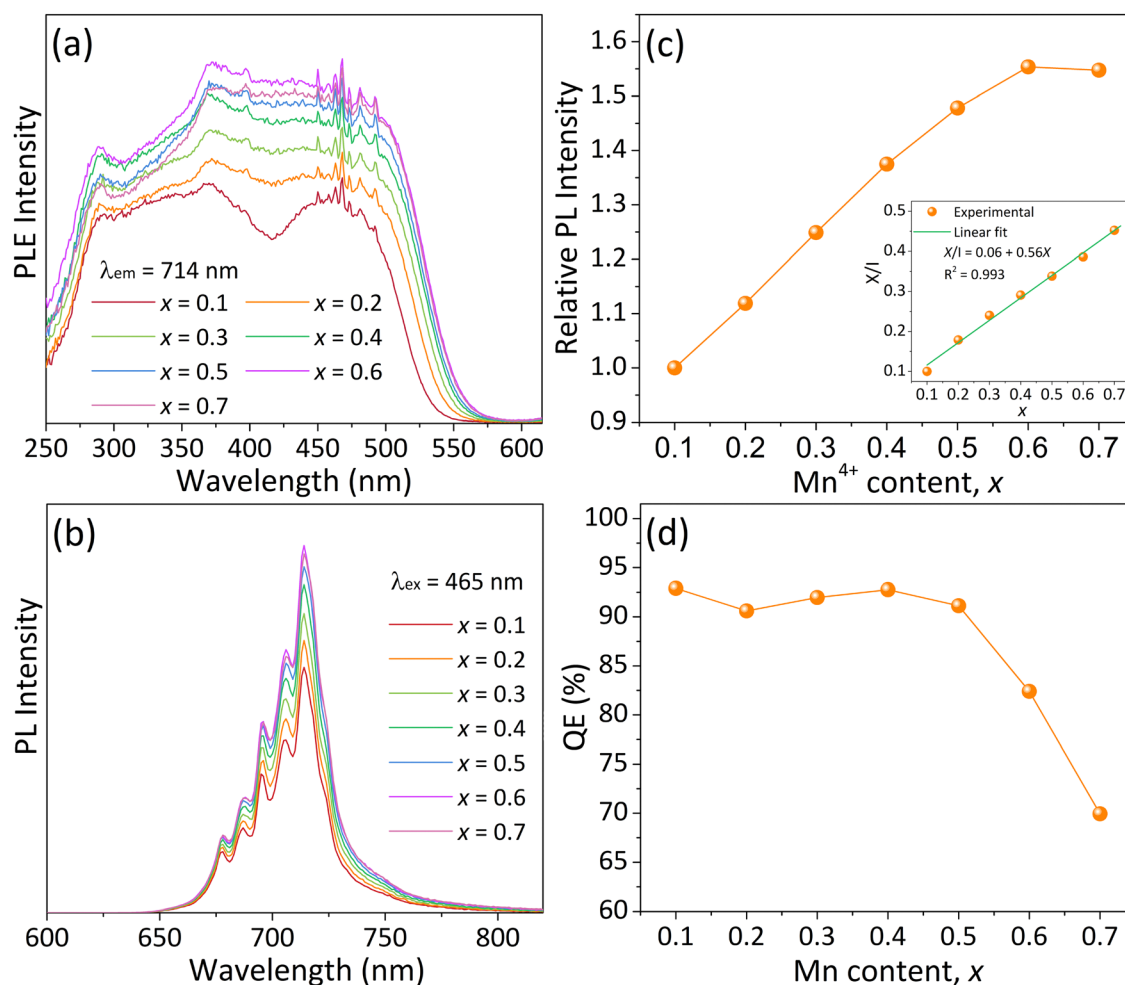 (a)
PLE Intensity
λem = 714 nm
x = 0.1
x = 0.2
x = 0.3
x = 0.4
x = 0.5
x = 0.6
x = 0.7
250 300 350 400 450 500 550 600
Wavelength (nm)
(b)
PL Intensity
λex = 465 nm
x = 0.1
x = 0.2
x = 0.3
x = 0.4
x = 0.5
x = 0.6
x = 0.7
600 650 700 750 800
Wavelength (nm)
(c)
Relative PL Intensity
1.6
1.5
1.4
1.3
1.2
1.1
1.0
0.9
0.1 0.2 0.3 0.4 0.5 0.6 0.7
Mn4+ content, x
Experimental
Linear fit
X/I = 0.06 + 0.56X
R2 = 0.993
X/I
0.5
0.4
0.3
0.2
0.1
0.1 0.2 0.3 0.4 0.5 0.6 0.7
x
(d)
QE (%)
100
95
90
85
80
75
70
65
60
0.1 0.2 0.3 0.4 0.5 0.6 0.7
Mn content, x